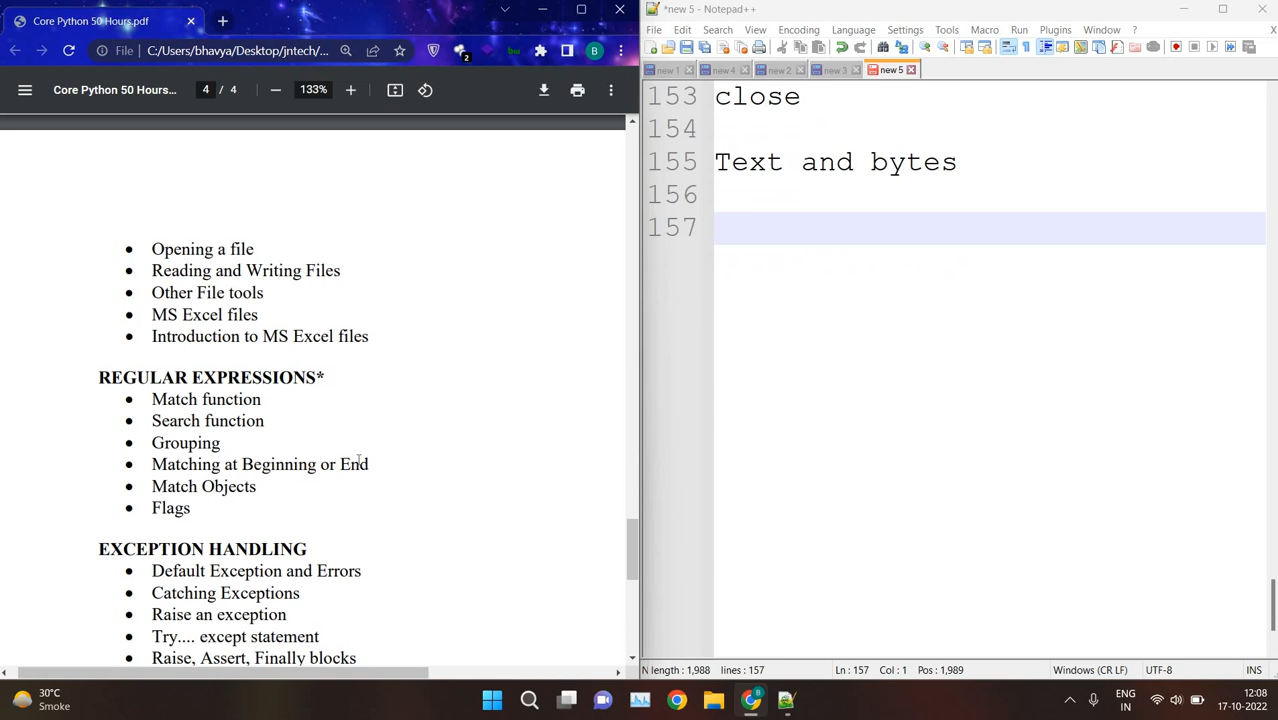 Core Python 50 Hours.pdf
*new 5 - Notepad++
File C:/Users/bhavya/Desktop/jntech/...
2
B
File Edit Search View Encoding Language Settings Tools Macro Run Plugins Window ?
new 1 new 4 new 2 new 3 new 5
Core Python 50 Hours... 4 / 4 133%
Opening a file
Reading and Writing Files
Other File tools
MS Excel files
Introduction to MS Excel files
REGULAR EXPRESSIONS*
Match function
Search function
Grouping
Matching at Beginning or End
Match Objects
Flags
EXCEPTION HANDLING
Default Exception and Errors
Catching Exceptions
Raise an exception
Try.... except statement
Raise, Assert, Finally blocks
153 close
154
155 Text and bytes
156
157
N length : 1,988 lines : 157 Ln : 157 Col : 1 Pos : 1,989 Windows (CR LF) UTF-8 INS
30°C
Smoke
ENG
IN
12:08
17-10-2022